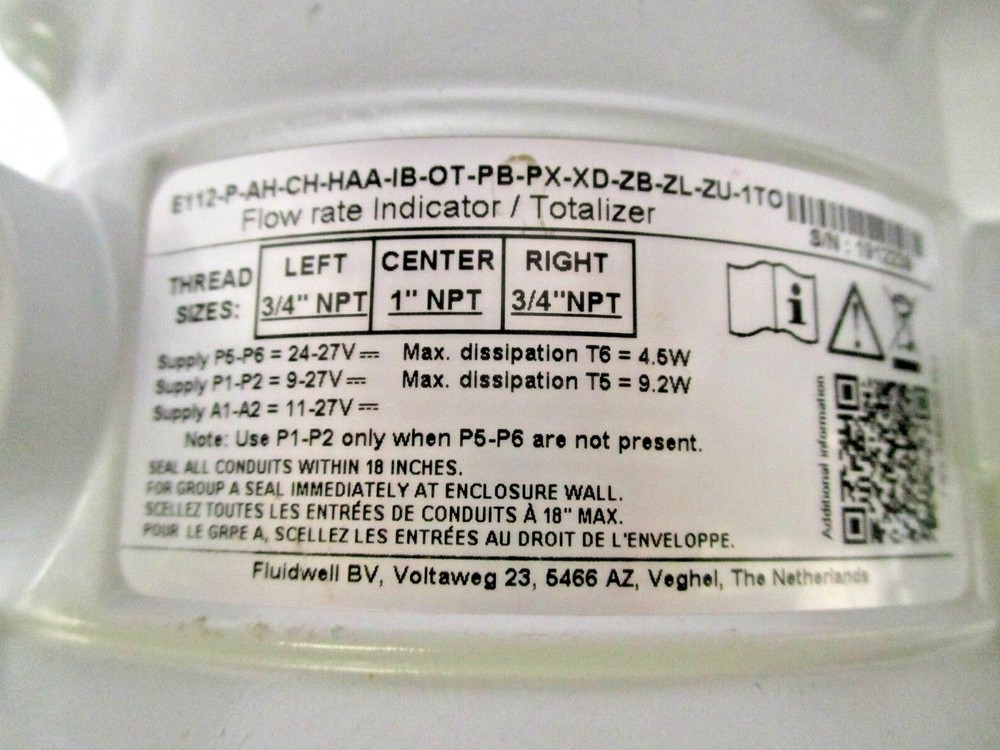 E112-P-AH-CH-HAA-IB-OT-PB-PX-XD-ZB-ZL-ZU-1TO
Flow rate Indicator / Totalizer
S/N :
THREAD SIZES:
LEFT CENTER RIGHT
3/4" NPT 1" NPT 3/4"NPT
i
Supply P5-P6 = 24-27V⎓ Max. dissipation T6 = 4.5W
Supply P1-P2 = 9-27V⎓ Max. dissipation T5 = 9.2W
Supply A1-A2 = 11-27V⎓
Note: Use P1-P2 only when P5-P6 are not present.
SEAL ALL CONDUITS WITHIN 18 INCHES.
FOR GROUP A SEAL IMMEDIATELY AT ENCLOSURE WALL.
SCELLEZ TOUTES LES ENTRÉES DE CONDUITS À 18" MAX.
POUR LE GRPE A, SCELLEZ LES ENTRÉES AU DROIT DE L'ENVELOPPE.
Additional information
Fluidwell BV, Voltaweg 23, 5466 AZ, Veghel, The Netherlands